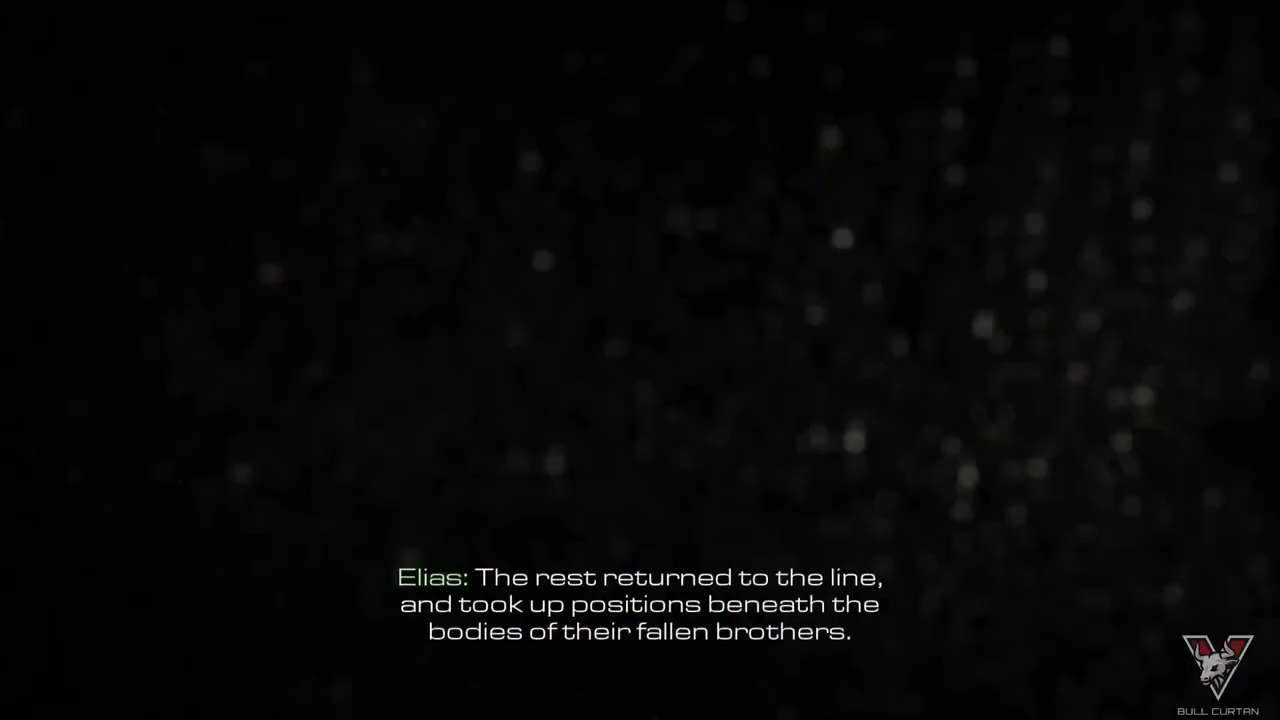 Elias: The rest returned to the line,
and took up positions beneath the
bodies of their fallen brothers.
BULL CURTAN